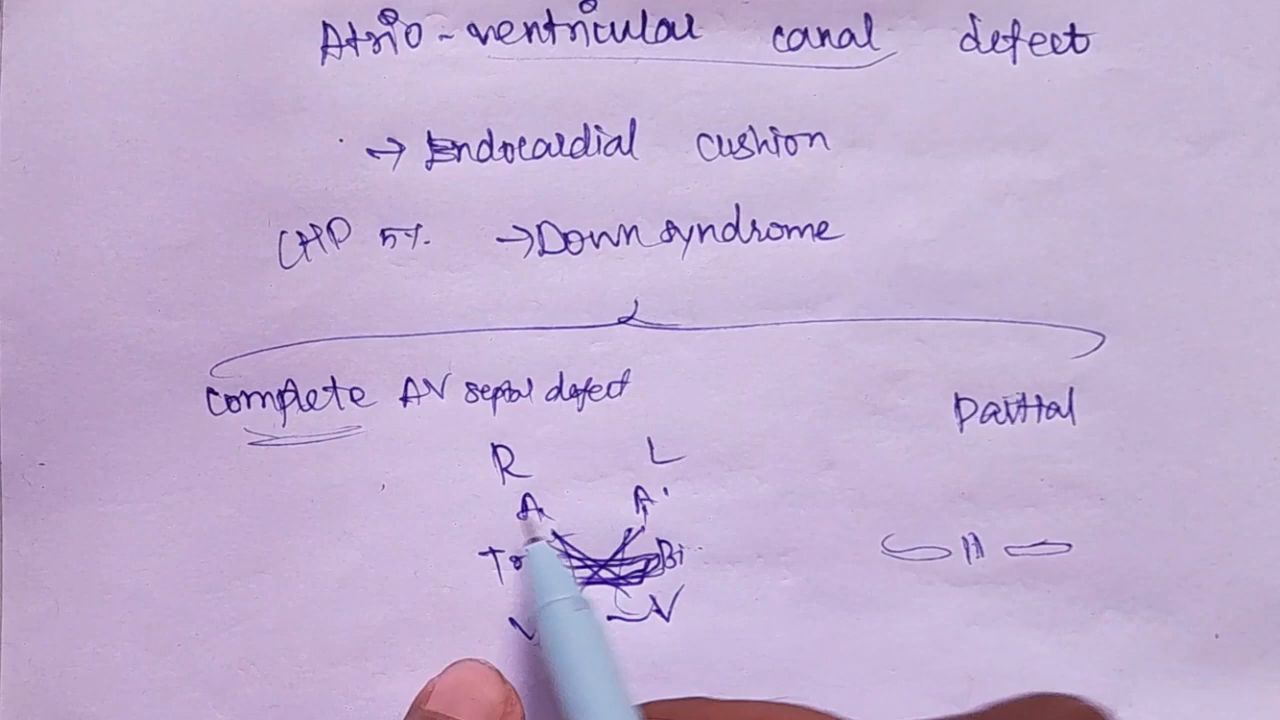 Atrio-ventricular canal defect
→ Endocardial cushion
CHD 5% → Down syndrome
complete AV septal defect
Partial
R L
A A
Tr Bi
V V